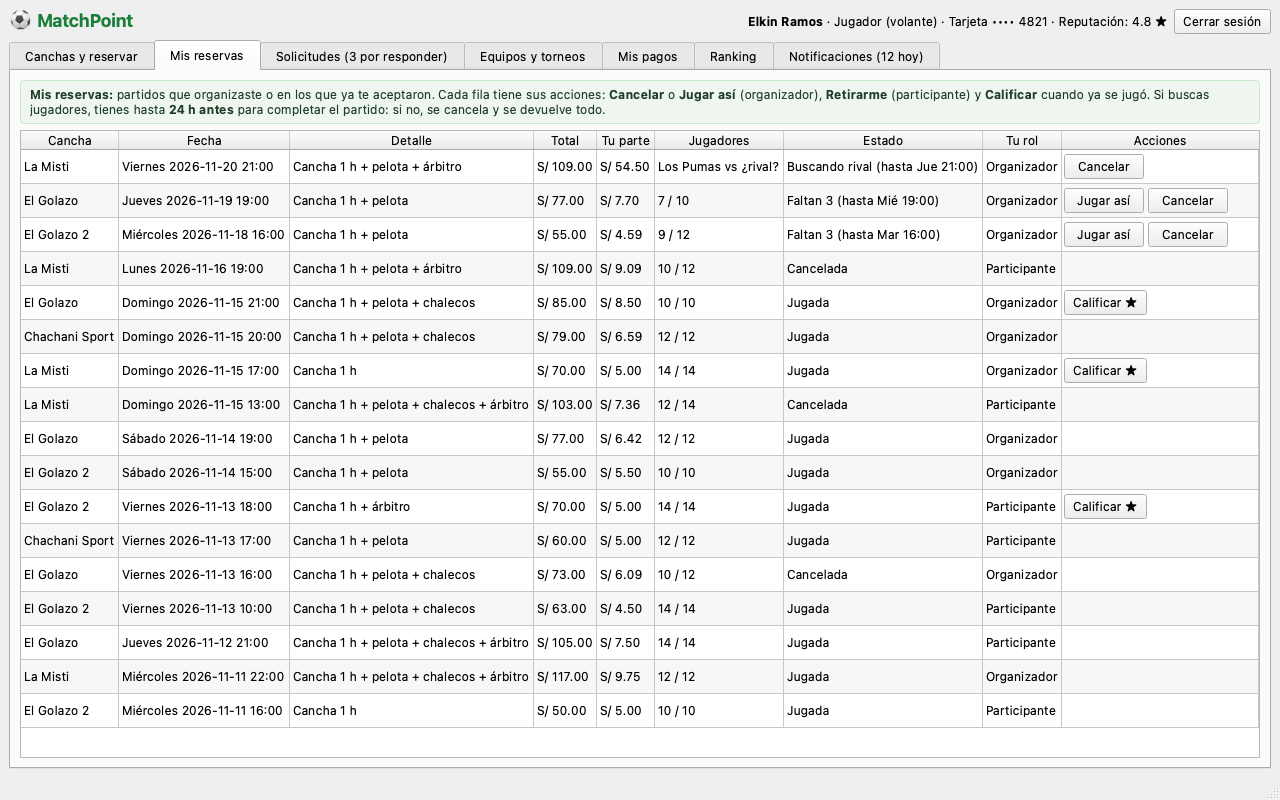 MatchPoint
Elkin Ramos · Jugador (volante) · Tarjeta •••• 4821 · Reputación: 4.8 ★
Cerrar sesión
Canchas y reservar
Mis reservas
Solicitudes (3 por responder)
Equipos y torneos
Mis pagos
Ranking
Notificaciones (12 hoy)
Mis reservas: partidos que organizaste o en los que ya te aceptaron. Cada fila tiene sus acciones: Cancelar o Jugar así (organizador), Retirarme (participante) y Calificar cuando ya se jugó. Si buscas
jugadores, tienes hasta 24 h antes para completar el partido: si no, se cancela y se devuelve todo.
Cancha Fecha Detalle Total Tu parte Jugadores Estado Tu rol Acciones
La Misti Viernes 2026-11-20 21:00 Cancha 1 h + pelota + árbitro S/ 109.00 S/ 54.50 Los Pumas vs ¿rival? Buscando rival (hasta Jue 21:00) Organizador Cancelar
El Golazo Jueves 2026-11-19 19:00 Cancha 1 h + pelota S/ 77.00 S/ 7.70 7 / 10 Faltan 3 (hasta Mié 19:00) Organizador Jugar así Cancelar
El Golazo 2 Miércoles 2026-11-18 16:00 Cancha 1 h + pelota S/ 55.00 S/ 4.59 9 / 12 Faltan 3 (hasta Mar 16:00) Organizador Jugar así Cancelar
La Misti Lunes 2026-11-16 19:00 Cancha 1 h + pelota + árbitro S/ 109.00 S/ 9.09 10 / 12 Cancelada Participante
El Golazo Domingo 2026-11-15 21:00 Cancha 1 h + pelota + chalecos S/ 85.00 S/ 8.50 10 / 10 Jugada Organizador Calificar ★
Chachani Sport Domingo 2026-11-15 20:00 Cancha 1 h + pelota + chalecos S/ 79.00 S/ 6.59 12 / 12 Jugada Organizador
La Misti Domingo 2026-11-15 17:00 Cancha 1 h S/ 70.00 S/ 5.00 14 / 14 Jugada Organizador Calificar ★
La Misti Domingo 2026-11-15 13:00 Cancha 1 h + pelota + chalecos + árbitro S/ 103.00 S/ 7.36 12 / 14 Cancelada Participante
El Golazo Sábado 2026-11-14 19:00 Cancha 1 h + pelota S/ 77.00 S/ 6.42 12 / 12 Jugada Organizador
El Golazo 2 Sábado 2026-11-14 15:00 Cancha 1 h + pelota S/ 55.00 S/ 5.50 10 / 10 Jugada Organizador
El Golazo 2 Viernes 2026-11-13 18:00 Cancha 1 h + árbitro S/ 70.00 S/ 5.00 14 / 14 Jugada Participante Calificar ★
Chachani Sport Viernes 2026-11-13 17:00 Cancha 1 h + pelota S/ 60.00 S/ 5.00 12 / 12 Jugada Participante
El Golazo Viernes 2026-11-13 16:00 Cancha 1 h + pelota + chalecos S/ 73.00 S/ 6.09 10 / 12 Cancelada Organizador
El Golazo 2 Viernes 2026-11-13 10:00 Cancha 1 h + pelota + chalecos S/ 63.00 S/ 4.50 14 / 14 Jugada Participante
El Golazo Jueves 2026-11-12 21:00 Cancha 1 h + pelota + chalecos + árbitro S/ 105.00 S/ 7.50 14 / 14 Jugada Participante
La Misti Miércoles 2026-11-11 22:00 Cancha 1 h + pelota + chalecos + árbitro S/ 117.00 S/ 9.75 12 / 12 Jugada Organizador
El Golazo 2 Miércoles 2026-11-11 16:00 Cancha 1 h S/ 50.00 S/ 5.00 10 / 10 Jugada Participante